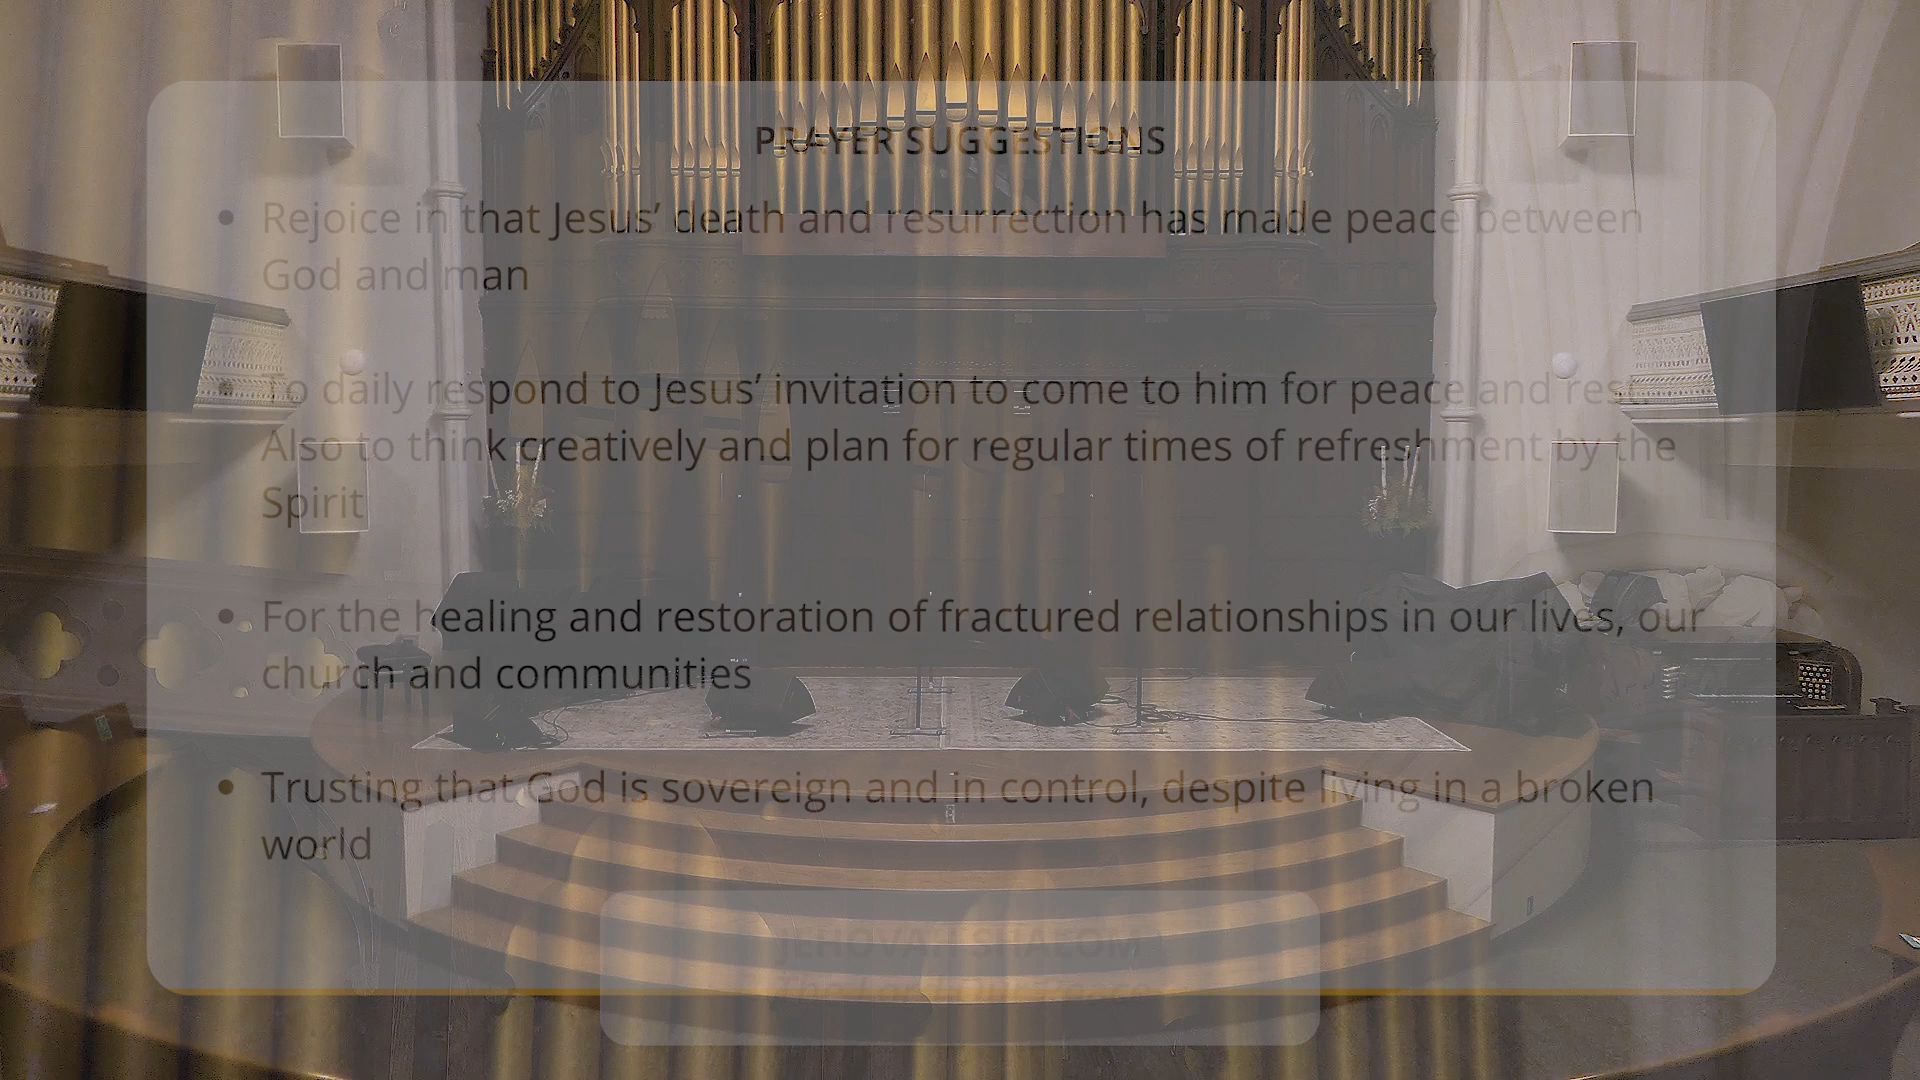 PRAYER SUGGESTIONS
• Rejoice in that Jesus’ death and resurrection has made peace between
God and man
• To daily respond to Jesus’ invitation to come to him for peace and rest.
Also to think creatively and plan for regular times of refreshment by the
Spirit
• For the healing and restoration of fractured relationships in our lives, our
church and communities
• Trusting that God is sovereign and in control, despite living in a broken
world
JEHOVAH SHALOM